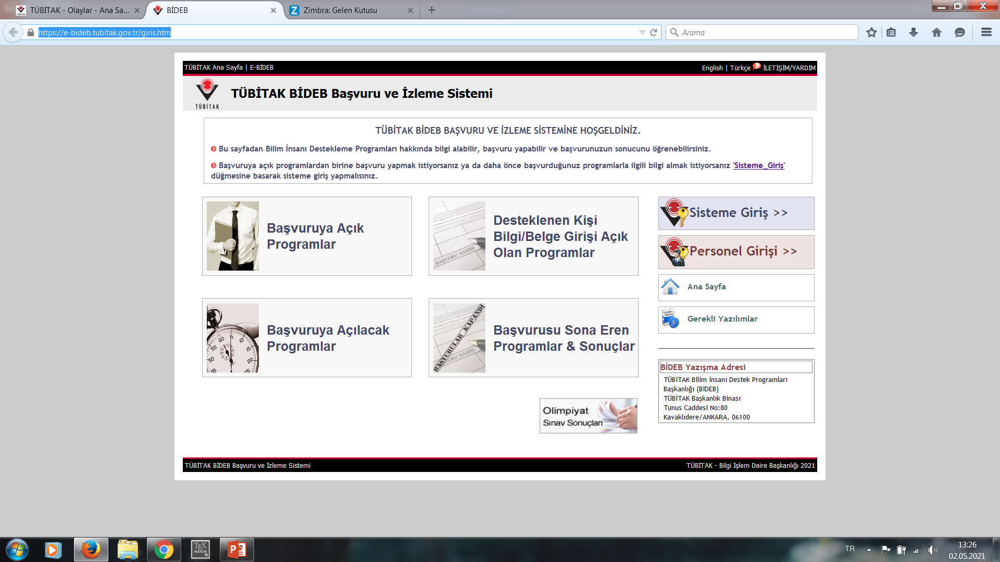 TÜBİTAK - Olaylar - Ana Sa...
BİDEB
Zimbra: Gelen Kutusu
https://e-bideb.tubitak.gov.tr/giris.htm
Arama
TÜBİTAK Ana Sayfa | E-BİDEB
English | Türkçe İLETİŞİM/YARDIM
TÜBİTAK
TÜBİTAK BİDEB Başvuru ve İzleme Sistemi
TÜBİTAK BİDEB BAŞVURU VE İZLEME SİSTEMİNE HOŞGELDİNİZ.
Bu sayfadan Bilim İnsanı Destekleme Programları hakkında bilgi alabilir, başvuru yapabilir ve başvurunuzun sonucunu öğrenebilirsiniz.
Başvuruya açık programlardan birine başvuru yapmak istiyorsanız ya da daha önce başvurduğunuz programlarla ilgili bilgi almak istiyorsanız 'Sisteme_Giriş'
düğmesine basarak sisteme giriş yapmalısınız.
Başvuruya Açık
Programlar
BAŞVURU SAHİBİ
Desteklenen Kişi
Bilgi/Belge Girişi Açık
Olan Programlar
Sisteme Giriş >>
Personel Girişi >>
Ana Sayfa
Gerekli Yazılımlar
Başvuruya Açılacak
Programlar
BAŞVURULAR KAPANDI
Başvurusu Sona Eren
Programlar & Sonuçlar
BİDEB Yazışma Adresi
TÜBİTAK Bilim İnsanı Destek Programları
Başkanlığı (BİDEB)
TÜBİTAK Başkanlık Binası
Tunus Caddesi No:80
Kavaklıdere/ANKARA, 06100
Olimpiyat
Sınav Sonuçları
TÜBİTAK BİDEB Başvuru ve İzleme Sistemi
TÜBİTAK - Bilgi İşlem Daire Başkanlığı 2021
TEX
MAKER
TR
13:26
02.05.2021